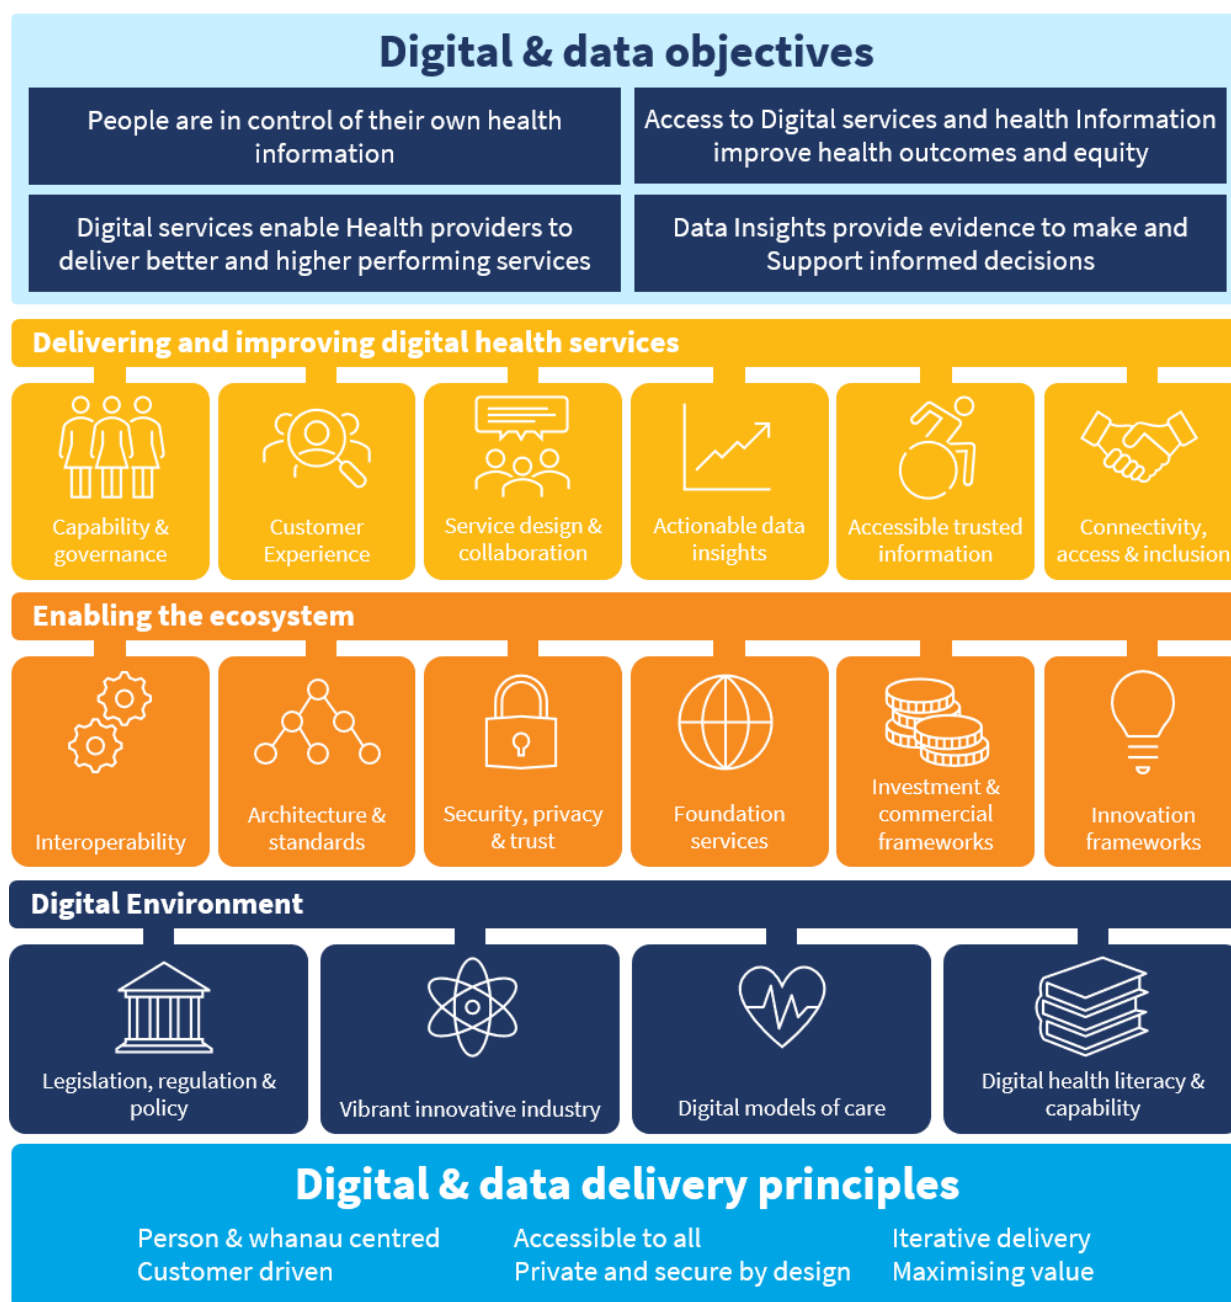 Digital & data objectives
People are in control of their own health
information
Access to Digital services and health Information
improve health outcomes and equity
Digital services enable Health providers to
deliver better and higher performing services
Data Insights provide evidence to make and
Support informed decisions
Delivering and improving digital health services
Capability &
governance
Customer
Experience
Service design &
collaboration
Actionable data
insights
Accessible trusted
information
Connectivity,
access & inclusion
Enabling the ecosystem
Interoperability
Architecture &
standards
Security, privacy
& trust
Foundation
services
Investment &
commercial
frameworks
Innovation
frameworks
Digital Environment
Legislation, regulation &
policy
Vibrant innovative industry
Digital models of care
Digital health literacy &
capability
Digital & data delivery principles
Person & whanau centred
Customer driven
Accessible to all
Private and secure by design
Iterative delivery
Maximising value